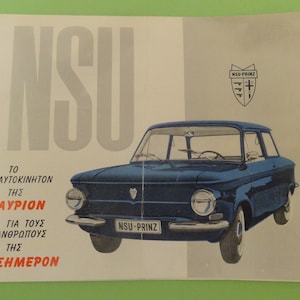 NSU
NSU-PRINZ
ΤΟ
ΑΥΤΟΚΙΝΗΤΟΝ
ΤΗΣ
ΑΥΡΙΟΝ
ΓΙΑ ΤΟΥΣ
ΑΝΘΡΩΠΟΥΣ
ΤΗΣ
ΣΗΜΕΡΟΝ
NSU-PRINZ